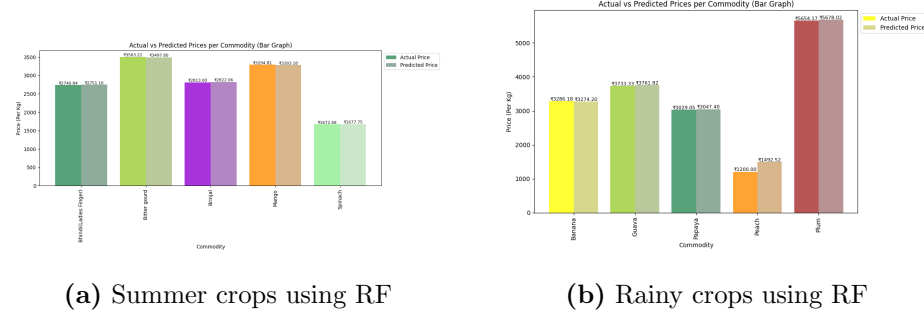 Actual vs Predicted Prices per Commodity (Bar Graph)
Price (Per Kg)
3500
3000
2500
2000
1500
1000
500
0
₹2740.84
₹2751.16
₹3503.22
₹3497.86
₹2813.00
₹2822.06
₹3294.81
₹3283.10
₹1672.68
₹1677.75
Actual Price
Predicted Price
Bhindi(Ladies Finger)
Bitter gourd
Brinjal
Mango
Spinach
Commodity
(a) Summer crops using RF
Actual vs Predicted Prices per Commodity (Bar Graph)
Price (Per Kg)
5000
4000
3000
2000
1000
0
₹3286.18
₹3274.20
₹3733.33
₹3761.82
₹3029.05
₹3047.40
₹1200.00
₹1492.52
₹5654.17
₹5678.02
Actual Price
Predicted Price
Banana
Guava
Papaya
Peach
Plum
Commodity
(b) Rainy crops using RF